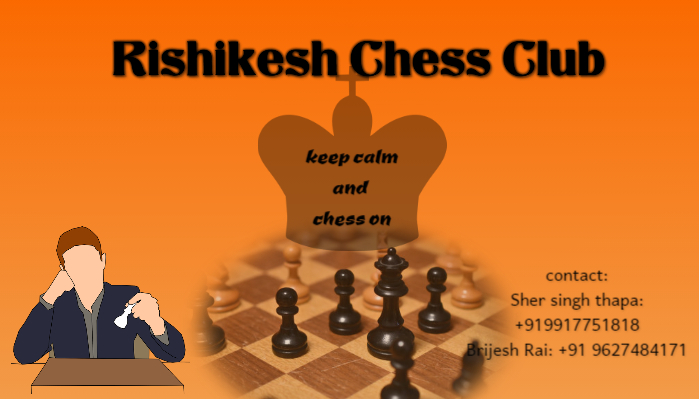 Rishikesh Chess Club
keep calm
and
chess on
contact:
Sher singh thapa:
+919917751818
Brijesh Rai: +91 9627484171